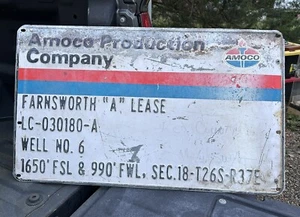 Amoco Production
Company
AMOCO
FARNSWORTH "A" LEASE
LC-030180-A
WELL NO. 6
1650' FSL & 990' FWL, SEC.18-T26S-R37E